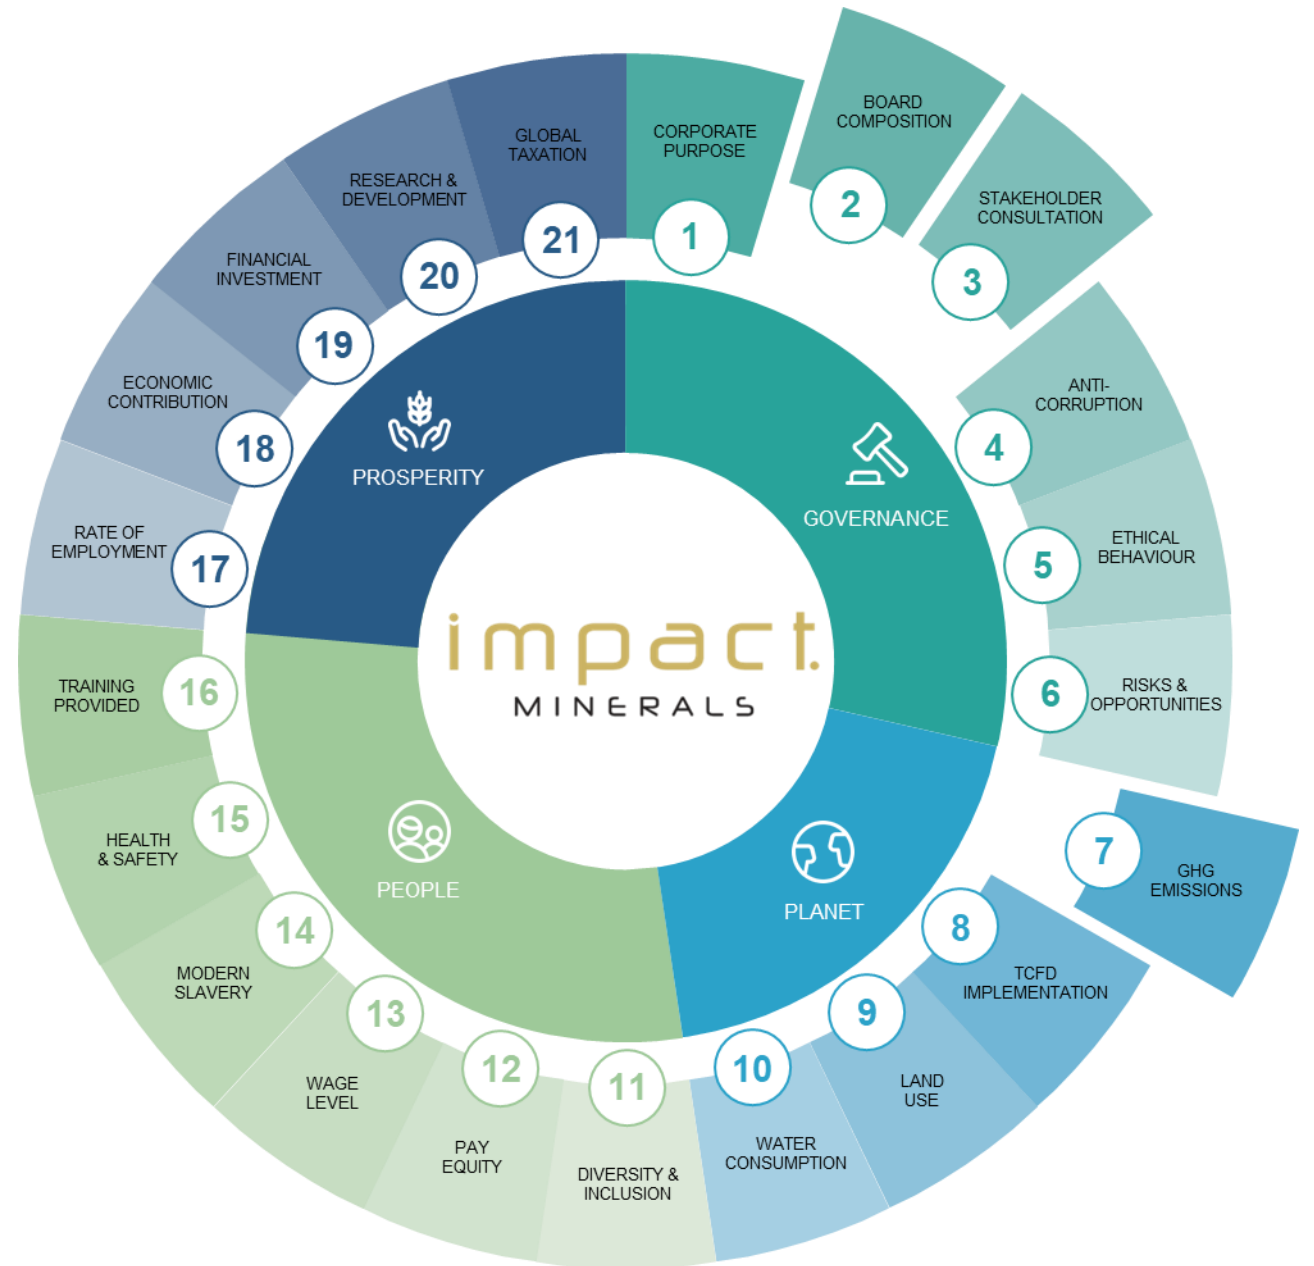 CORPORATE
PURPOSE
1
BOARD
COMPOSITION
2
STAKEHOLDER
CONSULTATION
3
ANTI-
CORRUPTION
4
ETHICAL
BEHAVIOUR
5
RISKS &
OPPORTUNITIES
6
GHG
EMISSIONS
7
TCFD
IMPLEMENTATION
8
LAND
USE
9
WATER
CONSUMPTION
10
DIVERSITY &
INCLUSION
11
PAY
EQUITY
12
WAGE
LEVEL
13
MODERN
SLAVERY
14
HEALTH
& SAFETY
15
TRAINING
PROVIDED
16
RATE OF
EMPLOYMENT
17
ECONOMIC
CONTRIBUTION
18
FINANCIAL
INVESTMENT
19
RESEARCH &
DEVELOPMENT
20
GLOBAL
TAXATION
21
PROSPERITY
GOVERNANCE
PEOPLE
PLANET
impact.
MINERALS